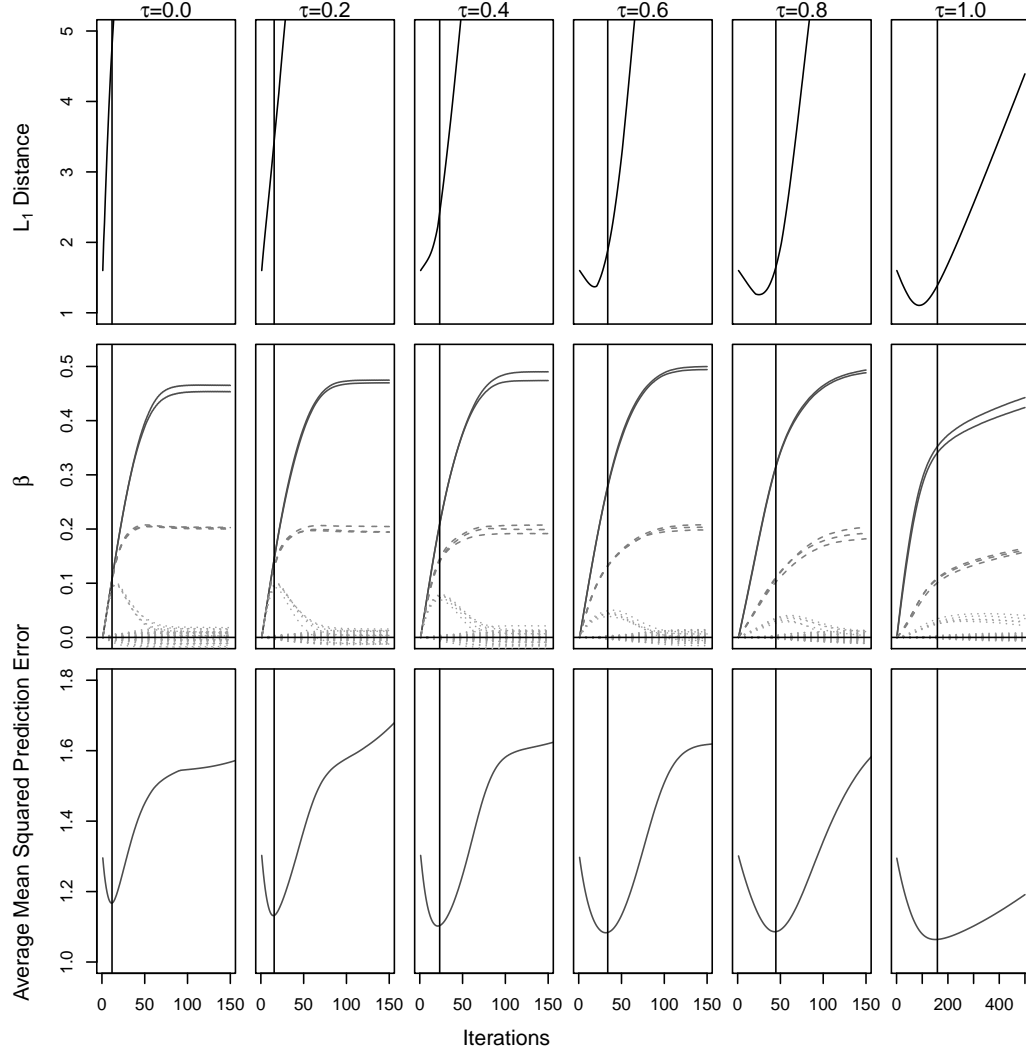 τ=0.0 τ=0.2 τ=0.4 τ=0.6 τ=0.8 τ=1.0
L1 Distance
5
4
3
2
1
β
0.5
0.4
0.3
0.2
0.1
0.0
Average Mean Squared Prediction Error
1.8
1.6
1.4
1.2
1.0
0 50 100 150 0 50 100 150 0 50 100 150 0 50 100 150 0 50 100 150 0 200 400
Iterations